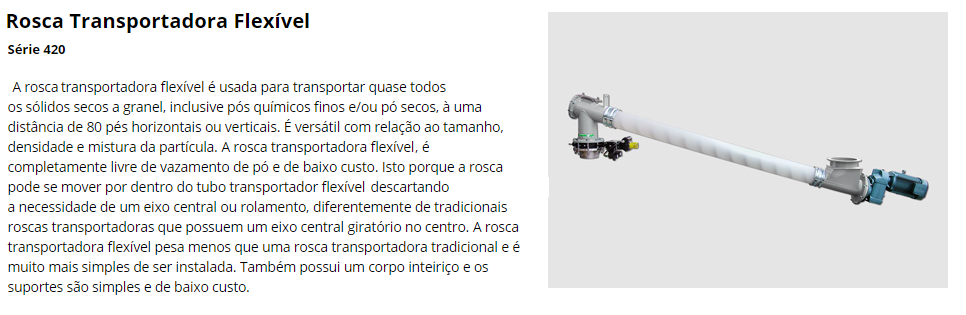 Rosca Transportadora Flexível
Série 420
A rosca transportadora flexível é usada para transportar quase todos
os sólidos secos a granel, inclusive pós químicos finos e/ou pó secos, à uma
distância de 80 pés horizontais ou verticais. É versátil com relação ao tamanho,
densidade e mistura da partícula. A rosca transportadora flexível, é
completamente livre de vazamento de pó e de baixo custo. Isto porque a rosca
pode se mover por dentro do tubo transportador flexível descartando
a necessidade de um eixo central ou rolamento, diferentemente de tradicionais
roscas transportadoras que possuem um eixo central giratório no centro. A rosca
transportadora flexível pesa menos que uma rosca transportadora tradicional e é
muito mais simples de ser instalada. Também possui um corpo inteiriço e os
suportes são simples e de baixo custo.